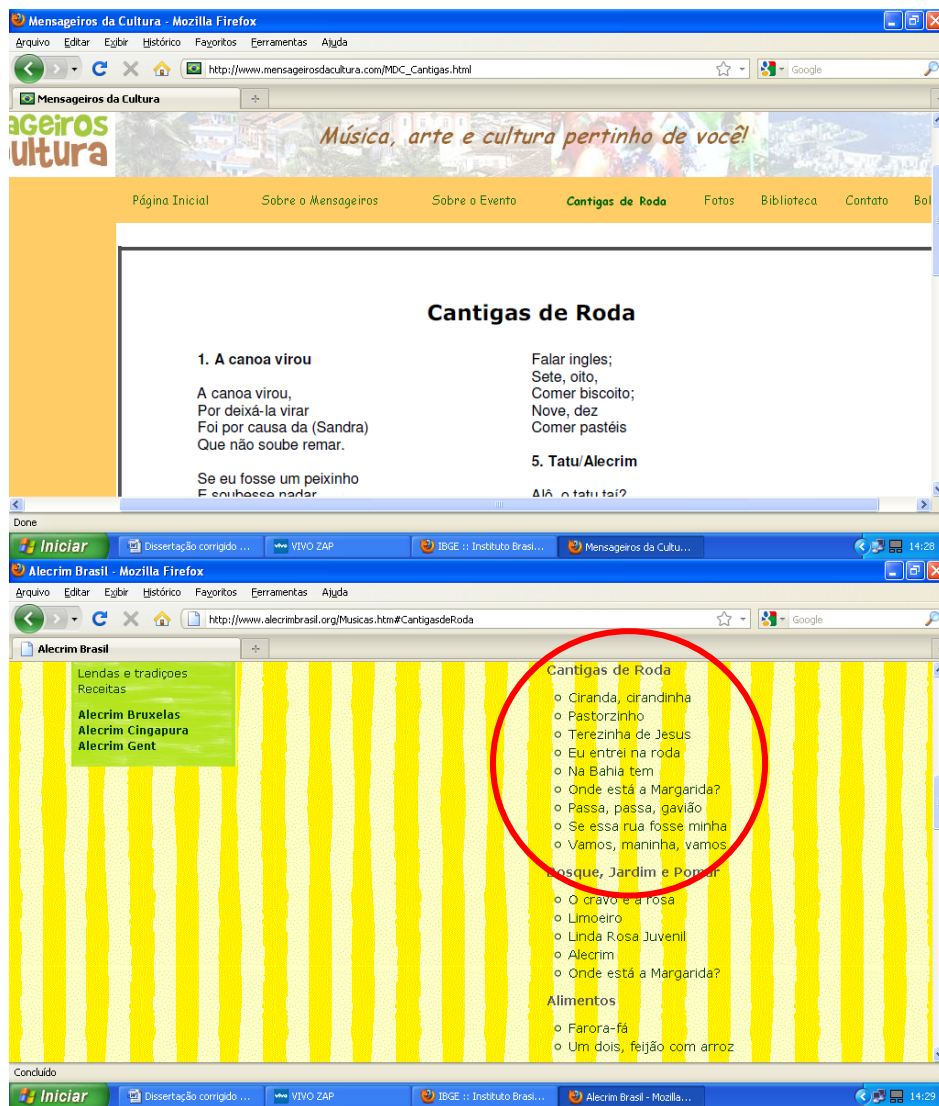 Mensageiros da Cultura - Mozilla Firefox
Arquivo Editar Exibir Histórico Favoritos Ferramentas Ajuda
http://www.mensageirosdacultura.com/MDC_Cantigas.html
Google
Mensageiros da Cultura
ageiros
ultura
Música, arte e cultura pertinho de você!
Página Inicial Sobre o Mensageiros Sobre o Evento Cantigas de Roda Fotos Biblioteca Contato Bol
Cantigas de Roda
1. A canoa virou
A canoa virou,
Por deixá-la virar
Foi por causa da (Sandra)
Que não soube remar.
Se eu fosse um peixinho
E soubesse nadar
Falar ingles;
Sete, oito,
Comer biscoito;
Nove, dez
Comer pastéis
5. Tatu/Alecrim
Alô, o tatu taí?
Done
Iniciar Dissertação corrigido ... VIVO ZAP IBGE :: Instituto Brasi... Mensageiros da Cultu... 14:28
Alecrim Brasil - Mozilla Firefox
Arquivo Editar Exibir Histórico Favoritos Ferramentas Ajuda
http://www.alecrimbrasil.org/Musicas.htm#CantigasdeRoda
Google
Alecrim Brasil
Lendas e tradiçoes
Receitas
Alecrim Bruxelas
Alecrim Cingapura
Alecrim Gent
Cantigas de Roda
Ciranda, cirandinha
Pastorzinho
Terezinha de Jesus
Eu entrei na roda
Na Bahia tem
Onde está a Margarida?
Passa, passa, gavião
Se essa rua fosse minha
Vamos, maninha, vamos
Bosque, Jardim e Pomar
O cravo e a rosa
Limoeiro
Linda Rosa Juvenil
Alecrim
Onde está a Margarida?
Alimentos
Farora-fá
Um dois, feijão com arroz
Concluído
Iniciar Dissertação corrigido ... VIVO ZAP IBGE :: Instituto Brasi... Alecrim Brasil - Mozilla... 14:29